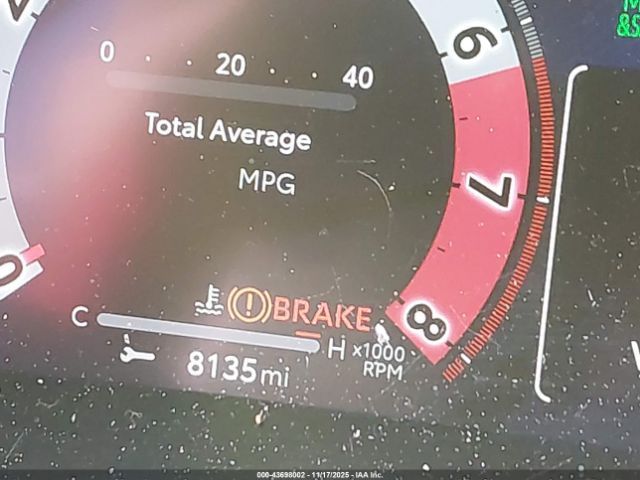 0 20 40
Total Average
MPG
6
7
8
0
BRAKE
C H x1000
RPM
8135 mi
000-43698002 - 11/17/2025 - IAA Inc.